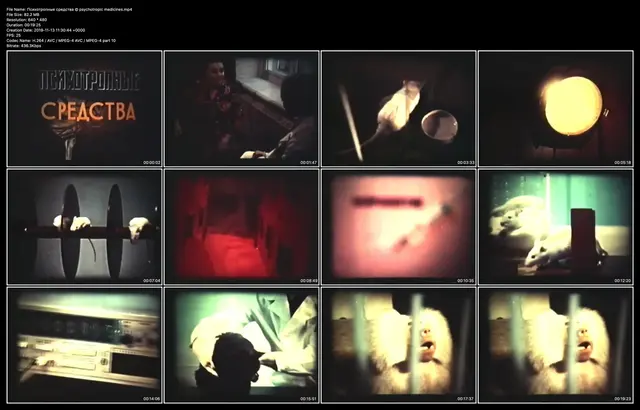 File Name: Психотропные средства @ psychotropic medicines.mp4
File Size: 82.2 MB
Resolution: 640 * 480
Duration: 00:19:25
Creation Date: 2019-11-13 11:30:44 +0000
FPS: 25
Codec Name: H.264 / AVC / MPEG-4 AVC / MPEG-4 part 10
Bitrate: 436.3Kbps
ПСИХОТРОПНЫЕ
СРЕДСТВА
00:00:02
00:01:47
00:03:33
00:05:18
00:07:04
00:08:49
00:10:35
00:12:20
00:14:06
00:15:51
00:17:37
00:19:23